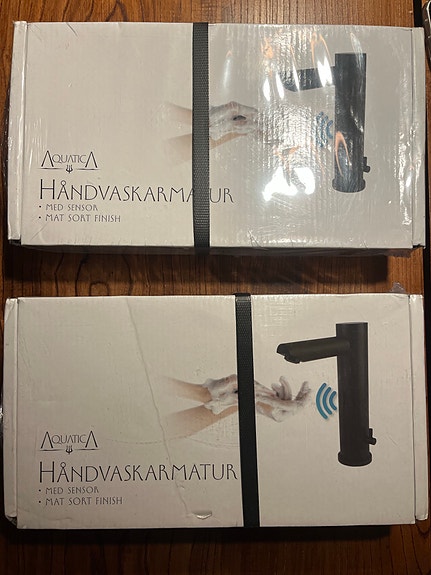 AQUATICA
HÅNDVASKARMATUR
• MED SENSOR
• MAT SORT FINISH
AQUATICA
HÅNDVASKARMATUR
• MED SENSOR
• MAT SORT FINISH